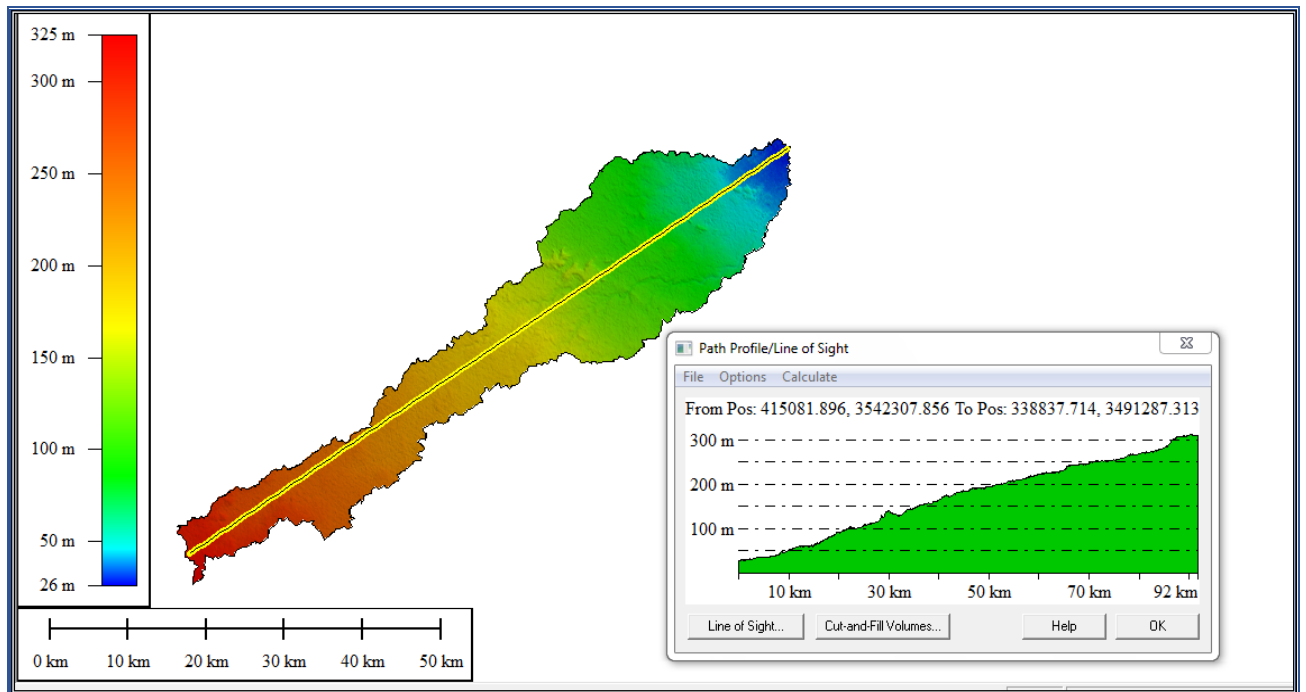 325 m
300 m
250 m
200 m
150 m
100 m
50 m
26 m
0 km 10 km 20 km 30 km 40 km 50 km
Path Profile/Line of Sight
File Options Calculate
From Pos: 415081.896, 3542307.856 To Pos: 338837.714, 3491287.313
300 m
200 m
100 m
10 km 30 km 50 km 70 km 92 km
Line of Sight... Cut-and-Fill Volumes... Help OK